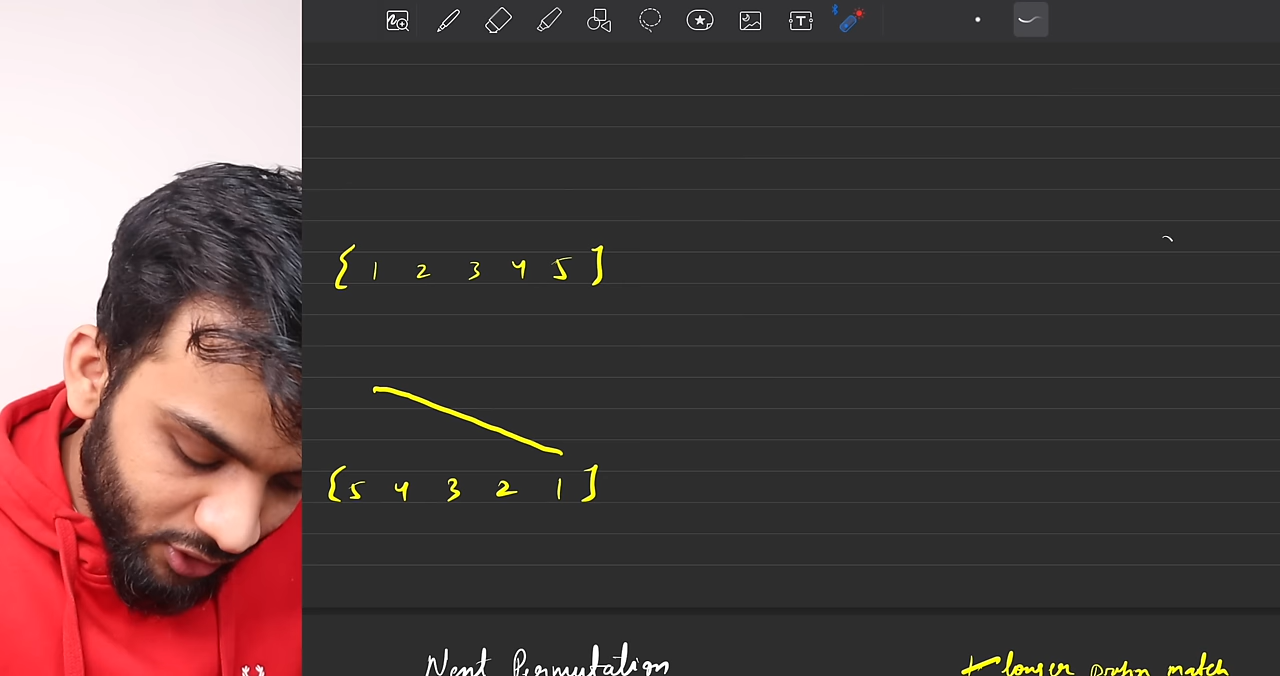 { 1 2 3 4 5 }
{ 5 4 3 2 1 }
Next Permutation
longer prefix match